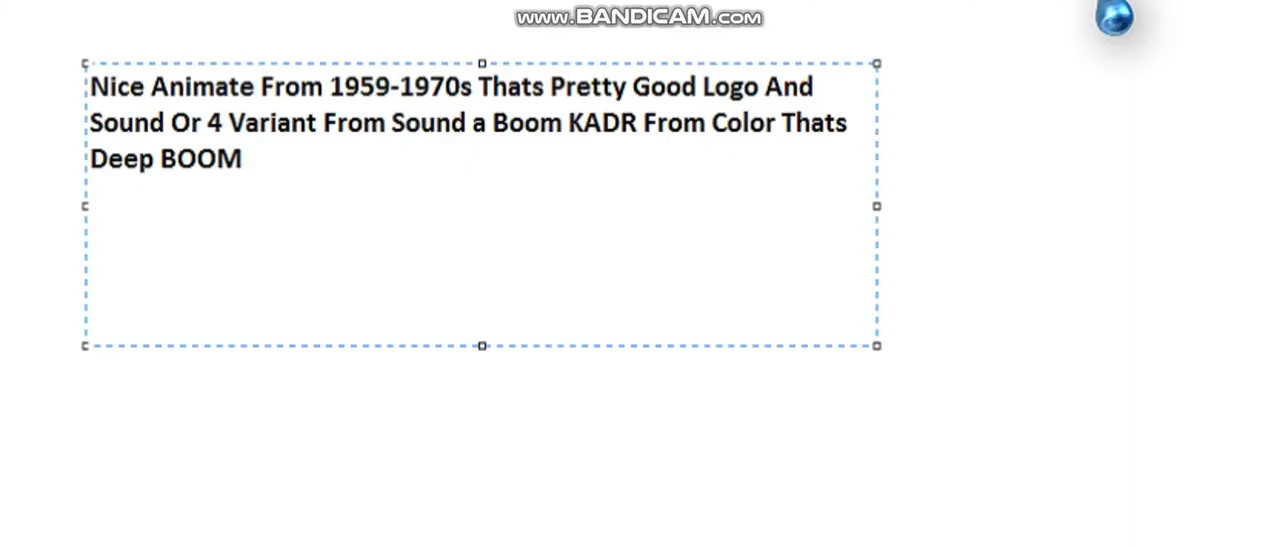 www.BANDICAM.com
Nice Animate From 1959-1970s Thats Pretty Good Logo And
Sound Or 4 Variant From Sound a Boom KADR From Color Thats
Deep BOOM